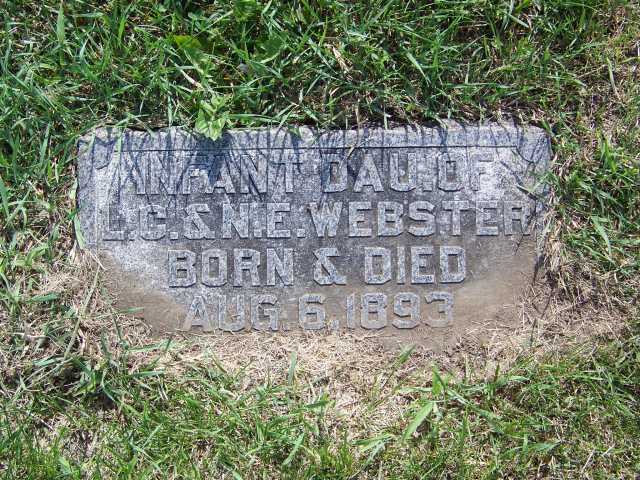 INFANT DAU. OF
L.C. & N.E. WEBSTER
BORN & DIED
AUG. 6, 1893